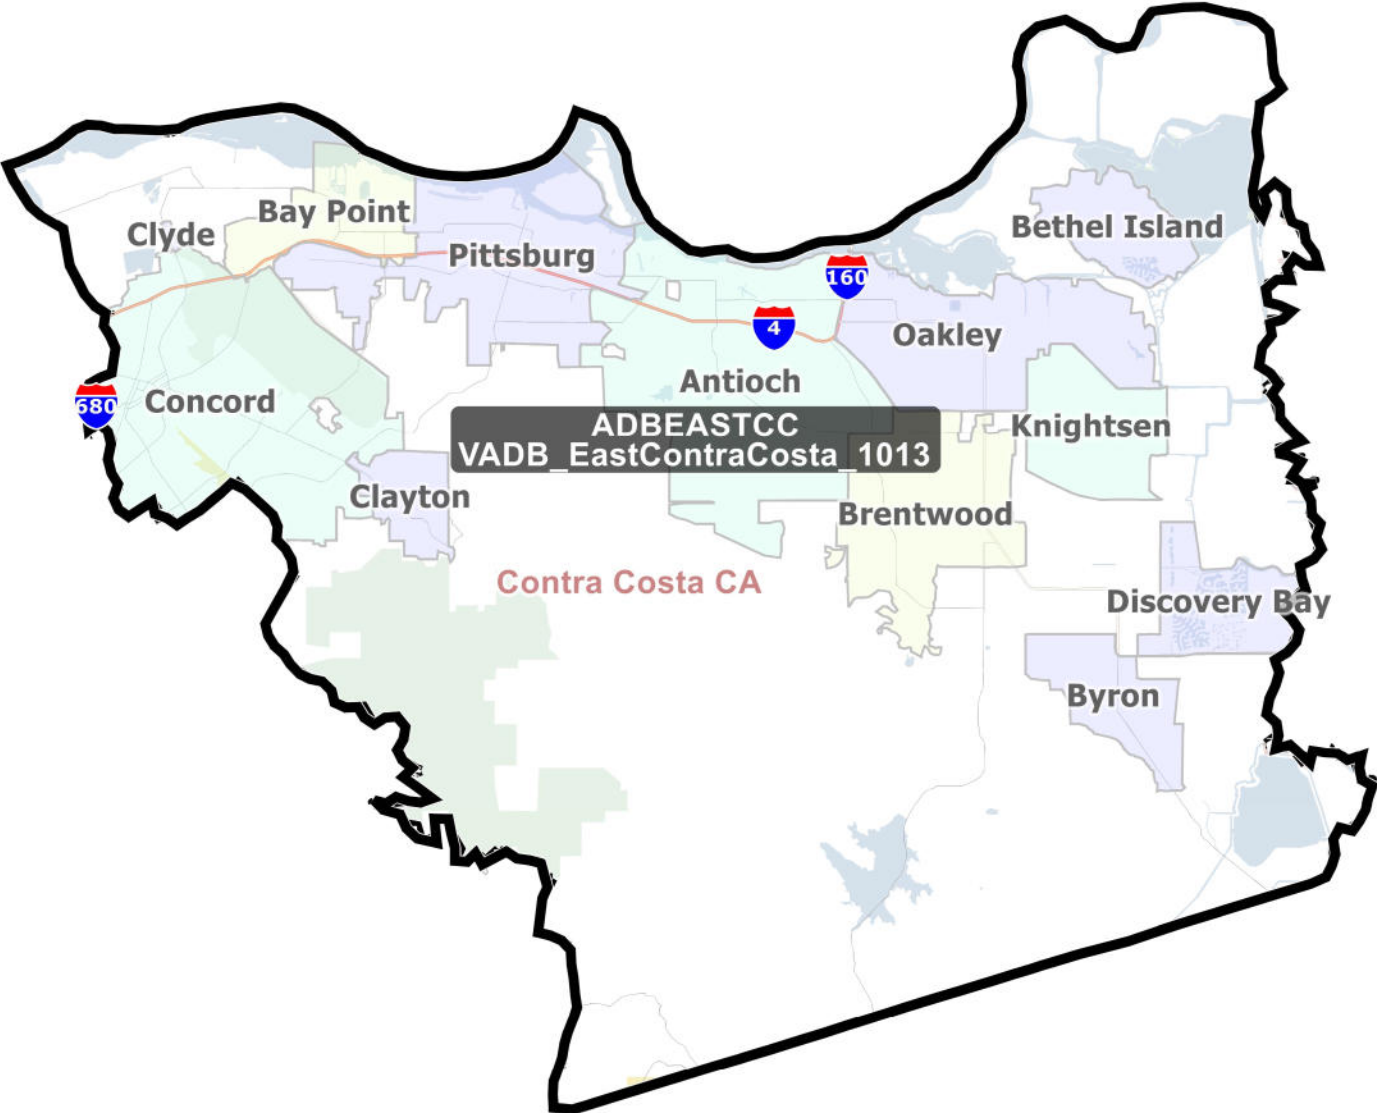 Bay Point
Bethel Island
Clyde
Pittsburg
160
4
Oakley
Antioch
680
Concord
ADBEASTCC
VADB_EastContraCosta_1013
Knightsen
Clayton
Brentwood
Contra Costa CA
Discovery Bay
Byron